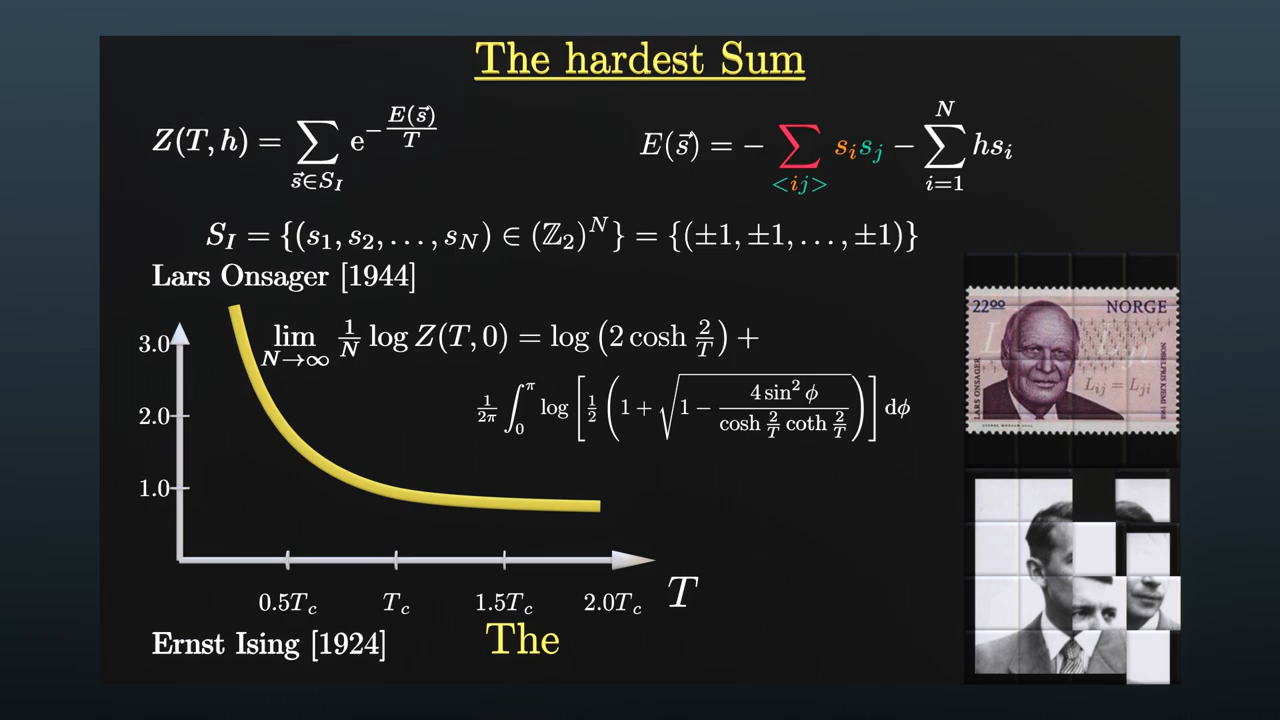 The hardest Sum
Z(T, h) = ∑_{s⃗∈S_I} e^{−E(s⃗)/T}
E(s⃗) = − ∑_{<ij>} s_i s_j − ∑_{i=1}^{N} h s_i
S_I = {(s_1, s_2, …, s_N) ∈ (ℤ_2)^N} = {(±1, ±1, …, ±1)}
Lars Onsager [1944]
lim_{N→∞} 1/N log Z(T, 0) = log (2 cosh 2/T) +
1/2π ∫_0^π log [1/2 (1 + √(1 − 4 sin² ϕ / (cosh 2/T coth 2/T)))] dϕ
3.0
2.0
1.0
0.5T_c
T_c
1.5T_c
2.0T_c
T
22⁰⁰ NORGE
LARS ONSAGER
L_ij = L_ji
NOBELPRIS KJEMI 1968
Ernst Ising [1924]
The